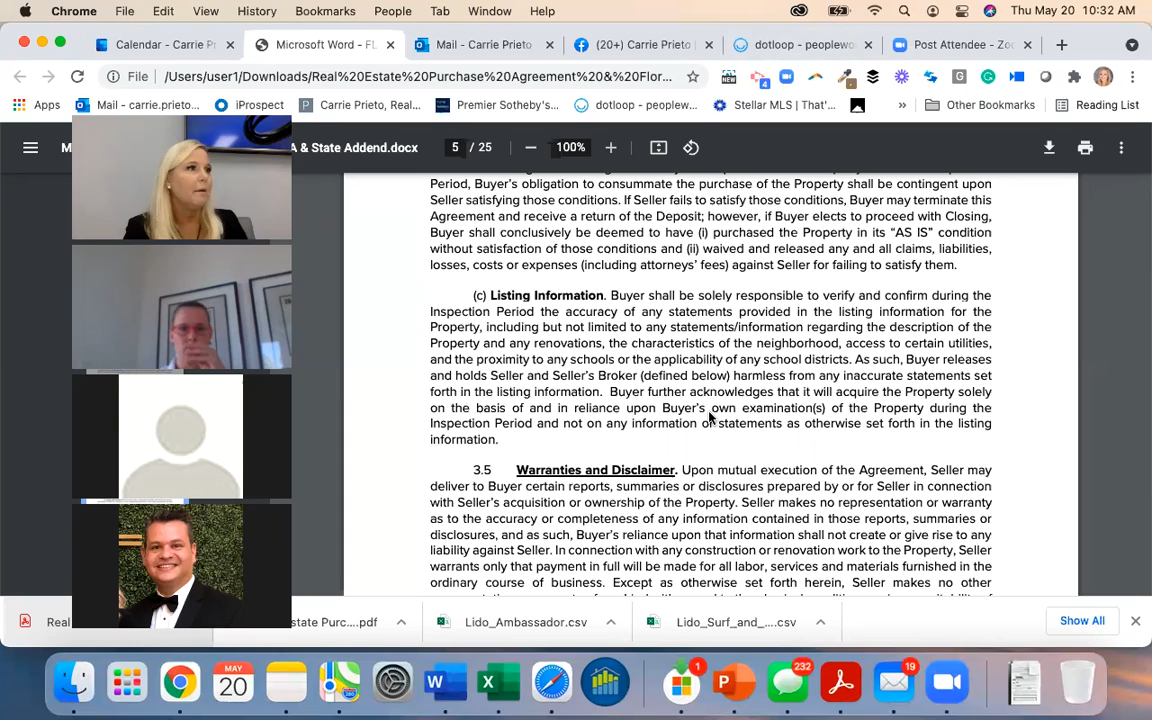 Chrome File Edit View History Bookmarks People Tab Window Help Thu May 20 10:32 AM
Calendar - Carrie Pr Microsoft Word - FL Mail - Carrie Prieto (20+) Carrie Prieto dotloop - peoplewo Post Attendee - Zoo
File /Users/user1/Downloads/Real%20Estate%20Purchase%20Agreement%20&%20Flor...
Apps Mail - carrie.prieto... iProspect Carrie Prieto, Real... Premier Sotheby's... dotloop - peoplew... Stellar MLS | That'... » Other Bookmarks Reading List
M A & State Addend.docx 5 / 25 100%
Period, Buyer's obligation to consummate the purchase of the Property shall be contingent upon
Seller satisfying those conditions. If Seller fails to satisfy those conditions, Buyer may terminate this
Agreement and receive a return of the Deposit; however, if Buyer elects to proceed with Closing,
Buyer shall conclusively be deemed to have (i) purchased the Property in its "AS IS" condition
without satisfaction of those conditions and (ii) waived and released any and all claims, liabilities,
losses, costs or expenses (including attorneys' fees) against Seller for failing to satisfy them.
(c) Listing Information. Buyer shall be solely responsible to verify and confirm during the
Inspection Period the accuracy of any statements provided in the listing information for the
Property, including but not limited to any statements/information regarding the description of the
Property and any renovations, the characteristics of the neighborhood, access to certain utilities,
and the proximity to any schools or the applicability of any school districts. As such, Buyer releases
and holds Seller and Seller's Broker (defined below) harmless from any inaccurate statements set
forth in the listing information. Buyer further acknowledges that it will acquire the Property solely
on the basis of and in reliance upon Buyer's own examination(s) of the Property during the
Inspection Period and not on any information or statements as otherwise set forth in the listing
information.
3.5 Warranties and Disclaimer. Upon mutual execution of the Agreement, Seller may
deliver to Buyer certain reports, summaries or disclosures prepared by or for Seller in connection
with Seller's acquisition or ownership of the Property. Seller makes no representation or warranty
as to the accuracy or completeness of any information contained in those reports, summaries or
disclosures, and as such, Buyer's reliance upon that information shall not create or give rise to any
liability against Seller. In connection with any construction or renovation work to the Property, Seller
warrants only that payment in full will be made for all labor, services and materials furnished in the
ordinary course of business. Except as otherwise set forth herein, Seller makes no other
Real state Purc....pdf Lido_Ambassador.csv Lido_Surf_and_....csv Show All
MAY 20 1 232 19